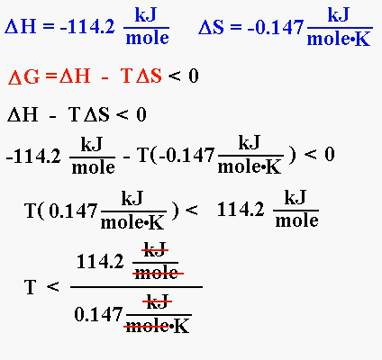 ΔH = -114.2 kJ/mole ΔS = -0.147 kJ/mole•K
ΔG = ΔH - TΔS < 0
ΔH - TΔS < 0
-114.2 kJ/mole - T(-0.147 kJ/mole•K) < 0
T(0.147 kJ/mole•K) < 114.2 kJ/mole
T < 114.2 kJ/mole / 0.147 kJ/mole•K